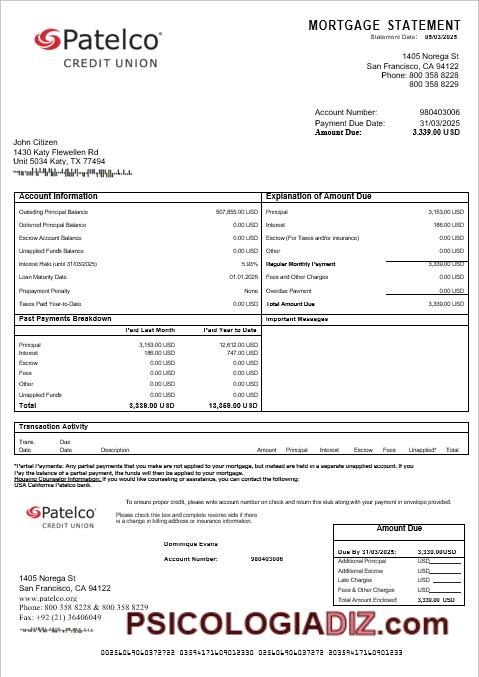 Patelco
CREDIT UNION
MORTGAGE STATEMENT
Statement Date: 05/03/2025
1405 Norega St
San Francisco, CA 94122
Phone: 800 358 8228
800 358 8229
Account Number: 980403006
Payment Due Date: 31/03/2025
Amount Due: 3,339.00 USD
John Citizen
1430 Katy Flewellen Rd
Unit 5034 Katy, TX 77494
Account Information
Outsiding Principal Balance 507,855.00 USD
Deferred Principal Balance 0.00 USD
Escrow Account Balance 0.00 USD
Unapplied Funds Balance 0.00 USD
Interest Rate (until 31/03/2025) 5.93%
Loan Maturity Date 01.01.2025
Prepayment Penalty None
Taxes Paid Year-to-Date 0.00 USD
Explanation of Amount Due
Principal 3,153.00 USD
Interest 186.00 USD
Escrow (For Taxes and/or insurance) 0.00 USD
Other 0.00 USD
Regular Monthly Payment 3,339.00 USD
Fees and Other Charges 0.00 USD
Overdue Payment 0.00 USD
Total Amount Due 3,339.00 USD
Past Payments Breakdown
Paid Last Month Paid Year to Date
Principal 3,153.00 USD 12,612.00 USD
Interest 186.00 USD 747.00 USD
Escrow 0.00 USD 0.00 USD
Fees 0.00 USD 0.00 USD
Other 0.00 USD 0.00 USD
Unapplied Funds 0.00 USD 0.00 USD
Total 3,339.00 USD 13,359.00 USD
Important Messages
Transaction Activity
Trans. Date Due Date Description Amount Principal Interest Escrow Fees Unapplied* Total
*Partial Payments: Any partial payments that you make are not applied to your mortgage, but instead are held in a separate unapplied account. If you
Pay the balance of a partial payment, the funds will then be applied to your mortgage.
Housing Counselor Information: If you would like counseling or assistance, you can contact the following:
USA California Patelco bank.
To ensure proper credit, please write account number on check and return this stub along with your payment in envelope provided.
Patelco
CREDIT UNION
Please check this box and complete reverse side if there
is a change in billing address or insurance information.
Dominique Evans
Account Number: 980403006
Amount Due
Due By 31/03/2025: 3,339.00USD
Additional Principal USD
Additional Escrow USD
Late Charges USD
Fees & Other Charges USD
Total Amount Enclosed 3,339.00 USD
1405 Norega St
San Francisco, CA 94122
www.patelco.org
Phone: 800 358 8228 & 800 358 8229
Fax: +92 (21) 36406049
PSICOLOGIADIZ.com